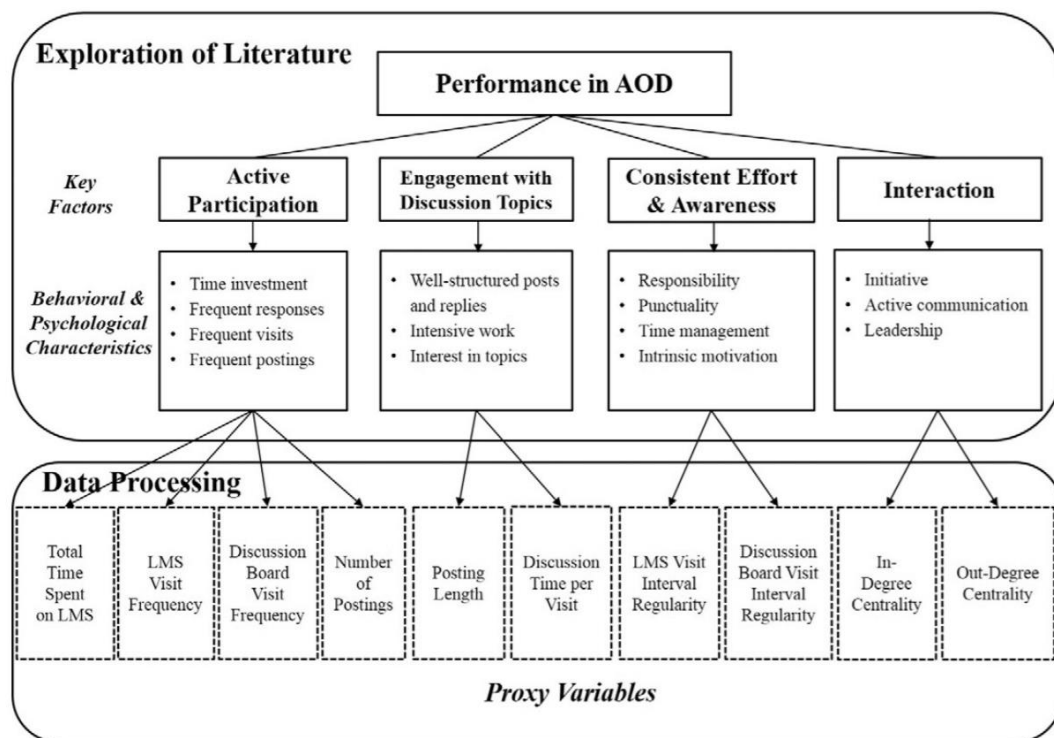 Exploration of Literature
Performance in AOD
Key
Factors
Active
Participation
Engagement with
Discussion Topics
Consistent Effort
& Awareness
Interaction
Behavioral &
Psychological
Characteristics
• Time investment
• Frequent responses
• Frequent visits
• Frequent postings
• Well-structured posts
and replies
• Intensive work
• Interest in topics
• Responsibility
• Punctuality
• Time management
• Intrinsic motivation
• Initiative
• Active communication
• Leadership
Data Processing
Total
Time
Spent
on LMS
LMS
Visit
Frequency
Discussion
Board
Visit
Frequency
Number
of
Postings
Posting
Length
Discussion
Time per
Visit
LMS Visit
Interval
Regularity
Discussion
Board Visit
Interval
Regularity
In-
Degree
Centrality
Out-Degree
Centrality
Proxy Variables